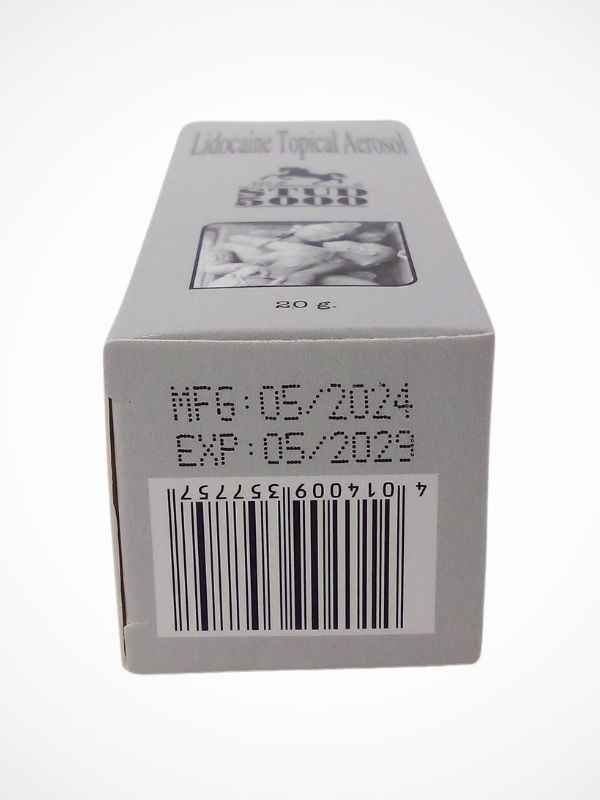 Lidocaine Topical Aerosol
STUD
5000
20 g.
MFG:05/2024
EXP:05/2029
4 014009 357757